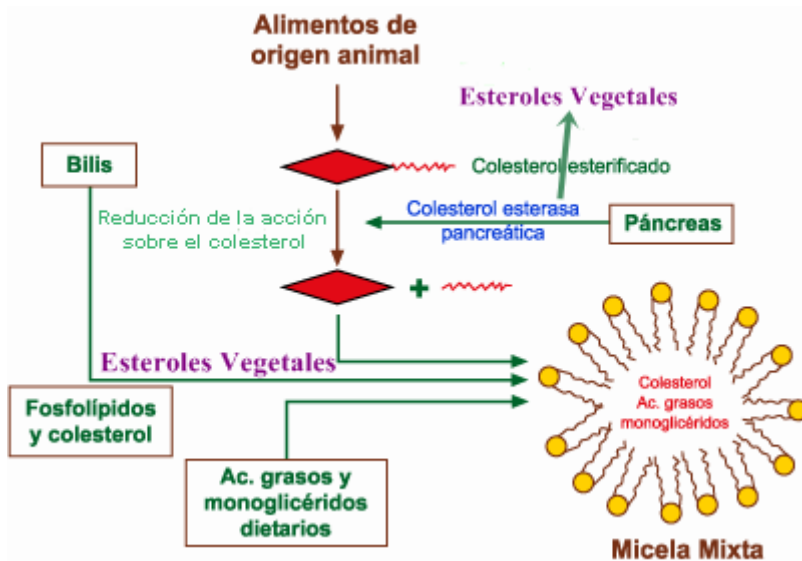 Alimentos de
origen animal
Esteroles Vegetales
Bilis
Colesterol esterificado
Reducción de la acción
sobre el colesterol
Colesterol esterasa
pancreática
Páncreas
+
Esteroles Vegetales
Fosfolípidos
y colesterol
Colesterol
Ac. grasos
monoglicéridos
Ac. grasos y
monoglicéridos
dietarios
Micela Mixta